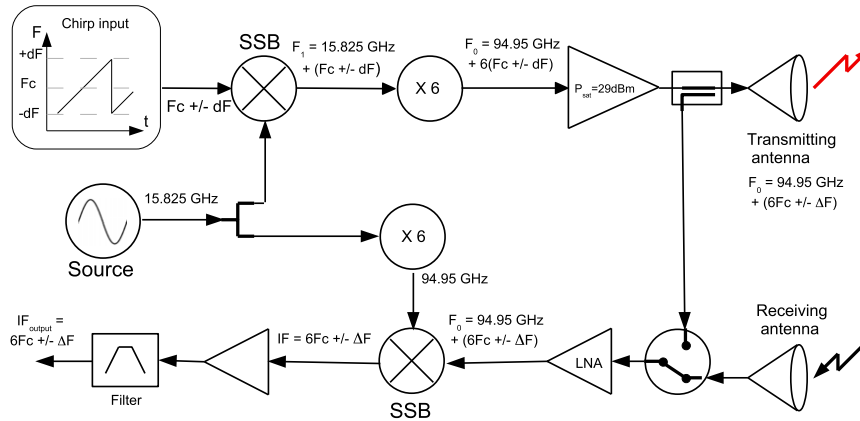 Chirp input
F
+dF
Fc
-dF
t
Fc +/- dF
SSB
F1 = 15.825 GHz
+ (Fc +/- dF)
X 6
F0 = 94.95 GHz
+ 6(Fc +/- dF)
Psat=29dBm
Transmitting
antenna
F0 = 94.95 GHz
+ (6Fc +/- ΔF)
15.825 GHz
Source
X 6
94.95 GHz
IFoutput =
6Fc +/- ΔF
Filter
IF = 6Fc +/- ΔF
SSB
F0 = 94.95 GHz
+ (6Fc +/- ΔF)
LNA
Receiving
antenna